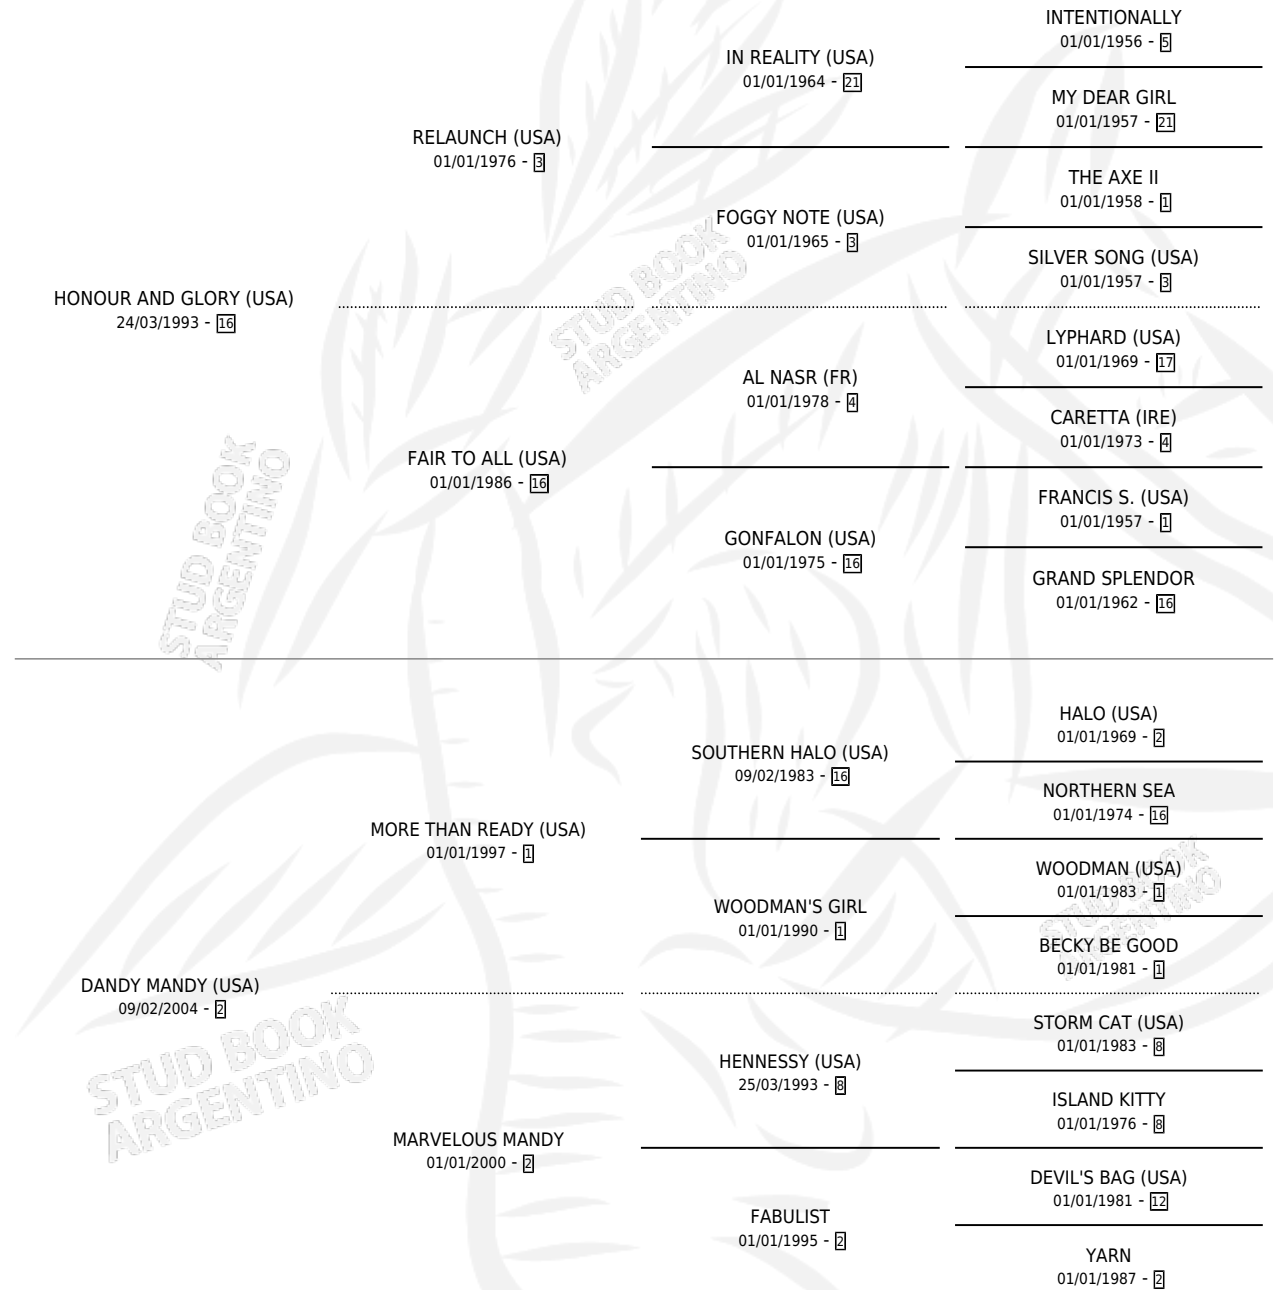 INTENTIONALLY
01/01/1956 - 5
IN REALITY (USA)
01/01/1964 - 21
MY DEAR GIRL
01/01/1957 - 21
RELAUNCH (USA)
01/01/1976 - 3
THE AXE II
01/01/1958 - 1
FOGGY NOTE (USA)
01/01/1965 - 3
SILVER SONG (USA)
01/01/1957 - 3
HONOUR AND GLORY (USA)
24/03/1993 - 16
LYPHARD (USA)
01/01/1969 - 17
AL NASR (FR)
01/01/1978 - 4
CARETTA (IRE)
01/01/1973 - 4
FAIR TO ALL (USA)
01/01/1986 - 16
FRANCIS S. (USA)
01/01/1957 - 1
GONFALON (USA)
01/01/1975 - 16
GRAND SPLENDOR
01/01/1962 - 16
HALO (USA)
01/01/1969 - 2
SOUTHERN HALO (USA)
09/02/1983 - 16
NORTHERN SEA
01/01/1974 - 16
MORE THAN READY (USA)
01/01/1997 - 1
WOODMAN (USA)
01/01/1983 - 1
WOODMAN'S GIRL
01/01/1990 - 1
BECKY BE GOOD
01/01/1981 - 1
DANDY MANDY (USA)
09/02/2004 - 2
STORM CAT (USA)
01/01/1983 - 8
HENNESSY (USA)
25/03/1993 - 8
ISLAND KITTY
01/01/1976 - 8
MARVELOUS MANDY
01/01/2000 - 2
DEVIL'S BAG (USA)
01/01/1981 - 12
FABULIST
01/01/1995 - 2
YARN
01/01/1987 - 2
STUD BOOK
ARGENTINO
STUD BOOK
ARGENTINO
STUD BOOK
ARGENTINO
STUD BOOK
ARGENTINO